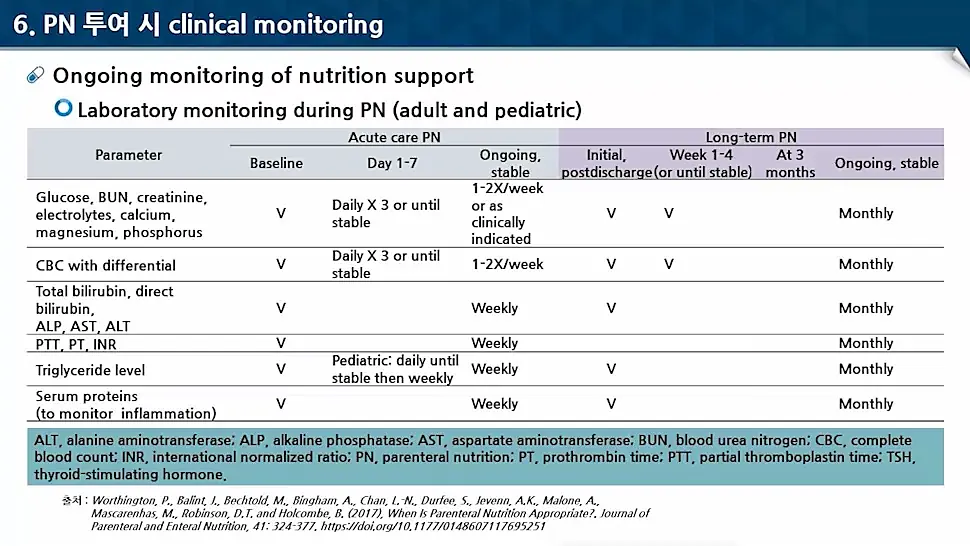 6. PN 투여 시 clinical monitoring
Ongoing monitoring of nutrition support
Laboratory monitoring during PN (adult and pediatric)
Parameter
Acute care PN
Long-term PN
Baseline
Day 1-7
Ongoing,
stable
Initial,
postdischarge
Week 1-4
(or until stable)
At 3
months
Ongoing, stable
Glucose, BUN, creatinine,
electrolytes, calcium,
magnesium, phosphorus
V
Daily X 3 or until
stable
1-2X/week
or as
clinically
indicated
V
V
Monthly
CBC with differential
V
Daily X 3 or until
stable
1-2X/week
V
V
Monthly
Total bilirubin, direct
bilirubin,
ALP, AST, ALT
V
Weekly
V
Monthly
PTT, PT, INR
V
Weekly
Monthly
Triglyceride level
V
Pediatric: daily until
stable then weekly
Weekly
V
Monthly
Serum proteins
(to monitor inflammation)
V
Weekly
V
Monthly
ALT, alanine aminotransferase; ALP, alkaline phosphatase; AST, aspartate aminotransferase; BUN, blood urea nitrogen; CBC, complete
blood count; INR, international normalized ratio; PN, parenteral nutrition; PT, prothrombin time; PTT, partial thromboplastin time; TSH,
thyroid-stimulating hormone.
출처 : Worthington, P., Balint, J., Bechtold, M., Bingham, A., Chan, L.-N., Durfee, S., Jevenn, A.K., Malone, A.,
Mascarenhas, M., Robinson, D.T. and Holcombe, B. (2017), When Is Parenteral Nutrition Appropriate?. Journal of
Parenteral and Enteral Nutrition, 41: 324-377. https://doi.org/10.1177/0148607117695251